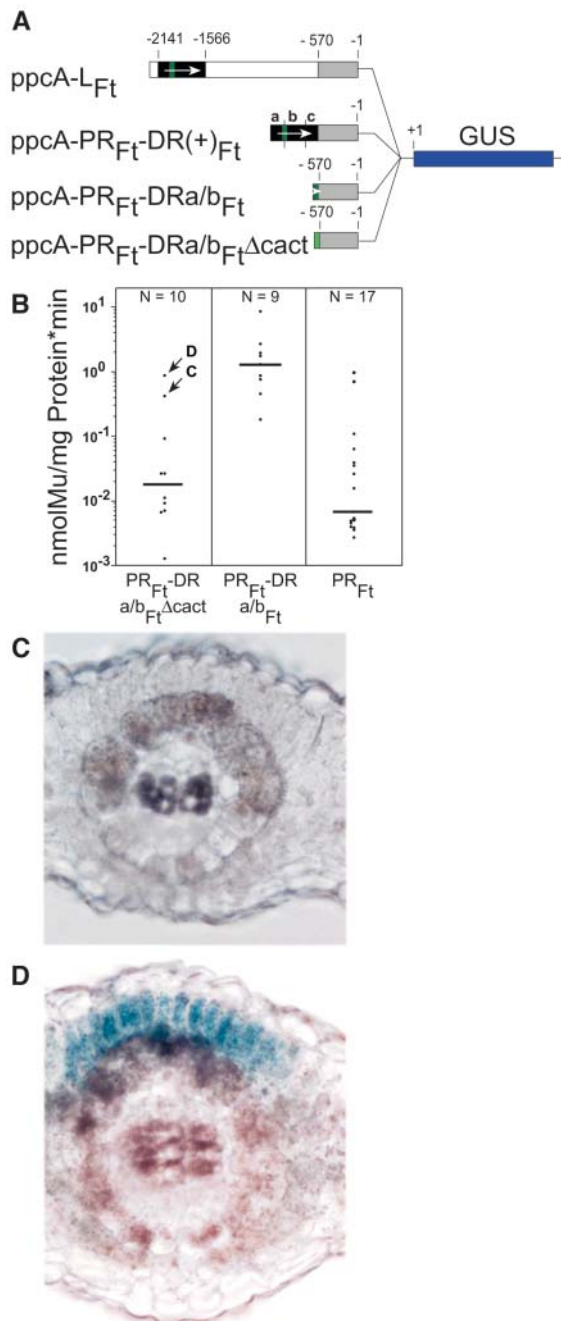 A
-2141 -1566 - 570 -1
ppcA-LFt
a b c -1
+1 GUS
ppcA-PRFt-DR(+)Ft
- 570 -1
ppcA-PRFt-DRa/bFt
- 570 -1
ppcA-PRFt-DRa/bFtΔcact
B
nmolMu/mg Protein*min
N = 10 N = 9 N = 17
10¹
10⁰
10⁻¹
10⁻²
10⁻³
D
C
PRFt-DR
a/bFtΔcact
PRFt-DR
a/bFt
PRFt
C
D